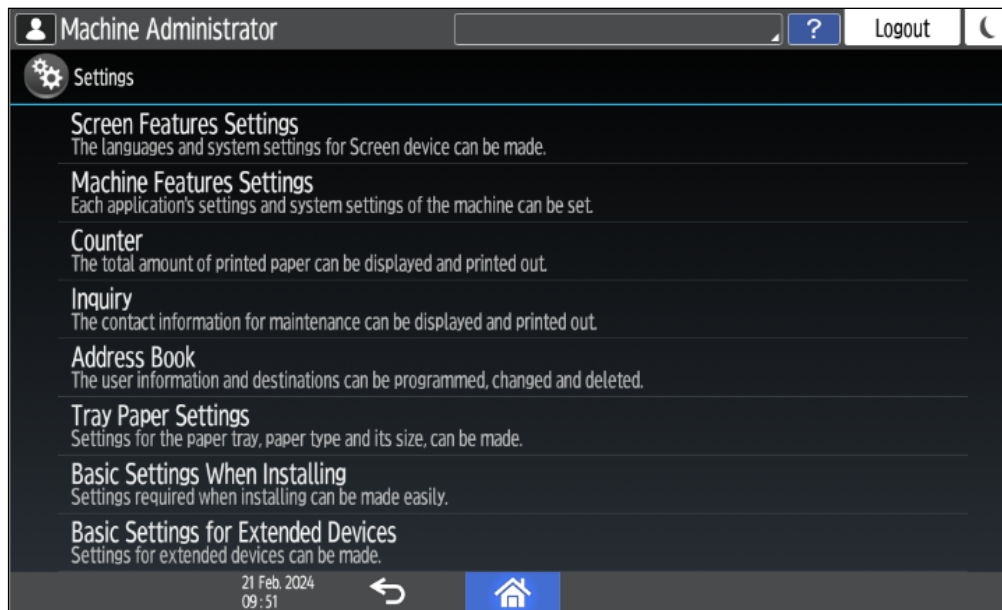 Machine Administrator
?
Logout
Settings
Screen Features Settings
The languages and system settings for Screen device can be made.
Machine Features Settings
Each application's settings and system settings of the machine can be set.
Counter
The total amount of printed paper can be displayed and printed out.
Inquiry
The contact information for maintenance can be displayed and printed out.
Address Book
The user information and destinations can be programmed, changed and deleted.
Tray Paper Settings
Settings for the paper tray, paper type and its size, can be made.
Basic Settings When Installing
Settings required when installing can be made easily.
Basic Settings for Extended Devices
Settings for extended devices can be made.
21 Feb. 2024
09 : 51